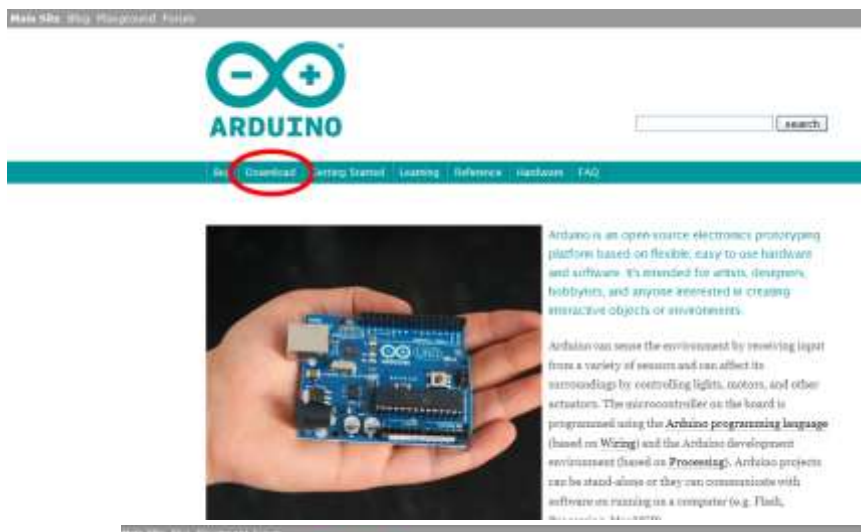 Main Site Blog Playground Forum
ARDUINO
search
Buy Download Getting Started Learning Reference Hardware FAQ
Arduino is an open-source electronics prototyping
platform based on flexible, easy-to-use hardware
and software. It's intended for artists, designers,
hobbyists, and anyone interested in creating
interactive objects or environments.
Arduino can sense the environment by receiving input
from a variety of sensors and can affect its
surroundings by controlling lights, motors, and other
actuators. The microcontroller on the board is
programmed using the Arduino programming language
(based on Wiring) and the Arduino development
environment (based on Processing). Arduino projects
can be stand-alone or they can communicate with
software on running on a computer (e.g. Flash,